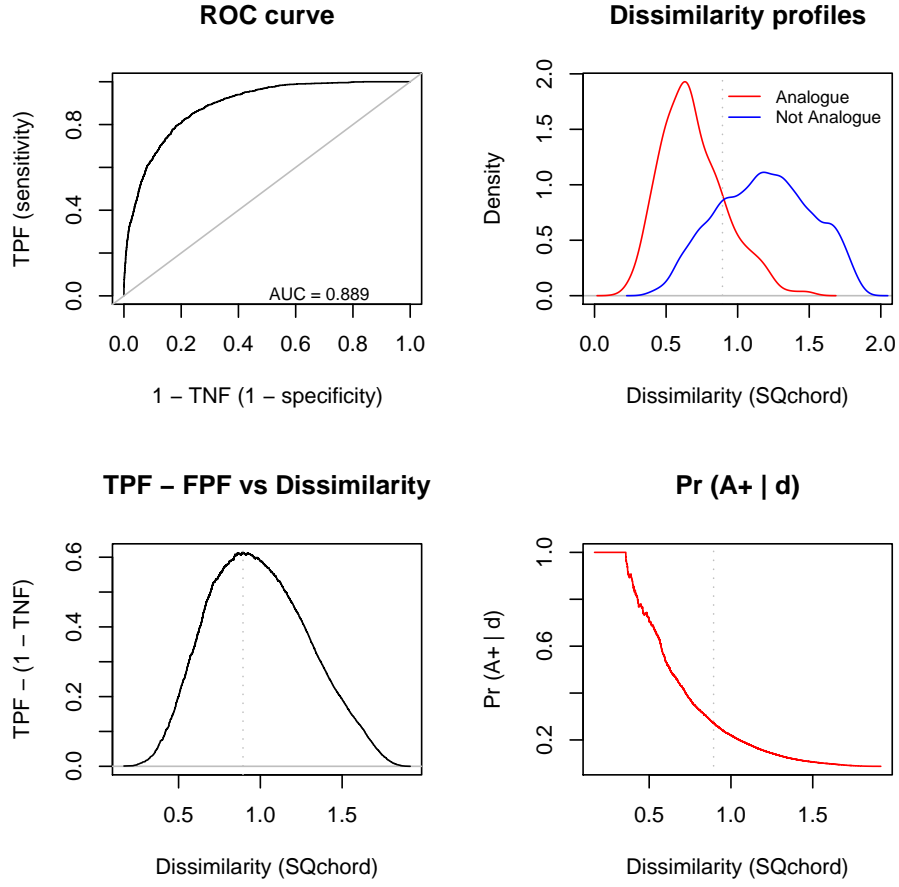 ROC curve
TPF (sensitivity)
0.0 0.4 0.8
AUC = 0.889
0.0 0.2 0.4 0.6 0.8 1.0
1 − TNF (1 − specificity)
Dissimilarity profiles
Density
0.0 0.5 1.0 1.5 2.0
Analogue
Not Analogue
0.0 0.5 1.0 1.5 2.0
Dissimilarity (SQchord)
TPF − FPF vs Dissimilarity
TPF − (1 − TNF)
0.0 0.2 0.4 0.6
0.5 1.0 1.5
Dissimilarity (SQchord)
Pr (A+ | d)
Pr (A+ | d)
0.2 0.6 1.0
0.5 1.0 1.5
Dissimilarity (SQchord)